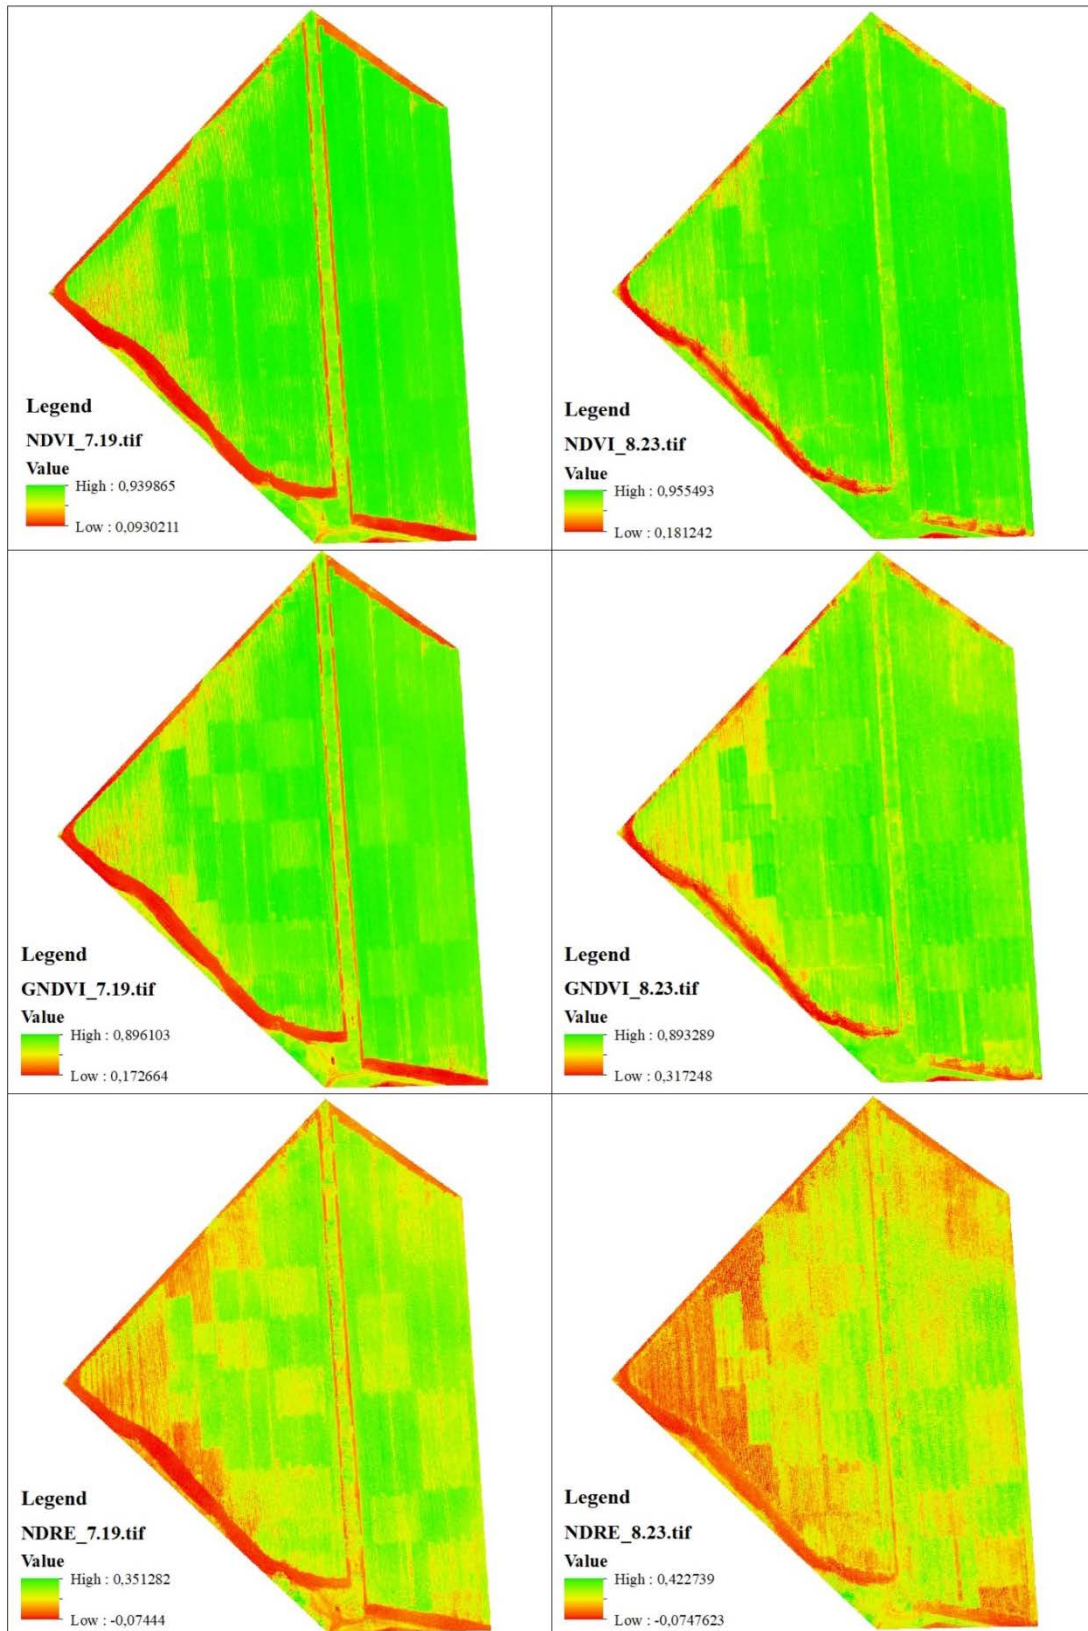 Legend
NDVI_7.19.tif
Value
High : 0,939865
Low : 0,0930211
Legend
NDVI_8.23.tif
Value
High : 0,955493
Low : 0,181242
Legend
GNDVI_7.19.tif
Value
High : 0,896103
Low : 0,172664
Legend
GNDVI_8.23.tif
Value
High : 0,893289
Low : 0,317248
Legend
NDRE_7.19.tif
Value
High : 0,351282
Low : -0,07444
Legend
NDRE_8.23.tif
Value
High : 0,422739
Low : -0,0747623